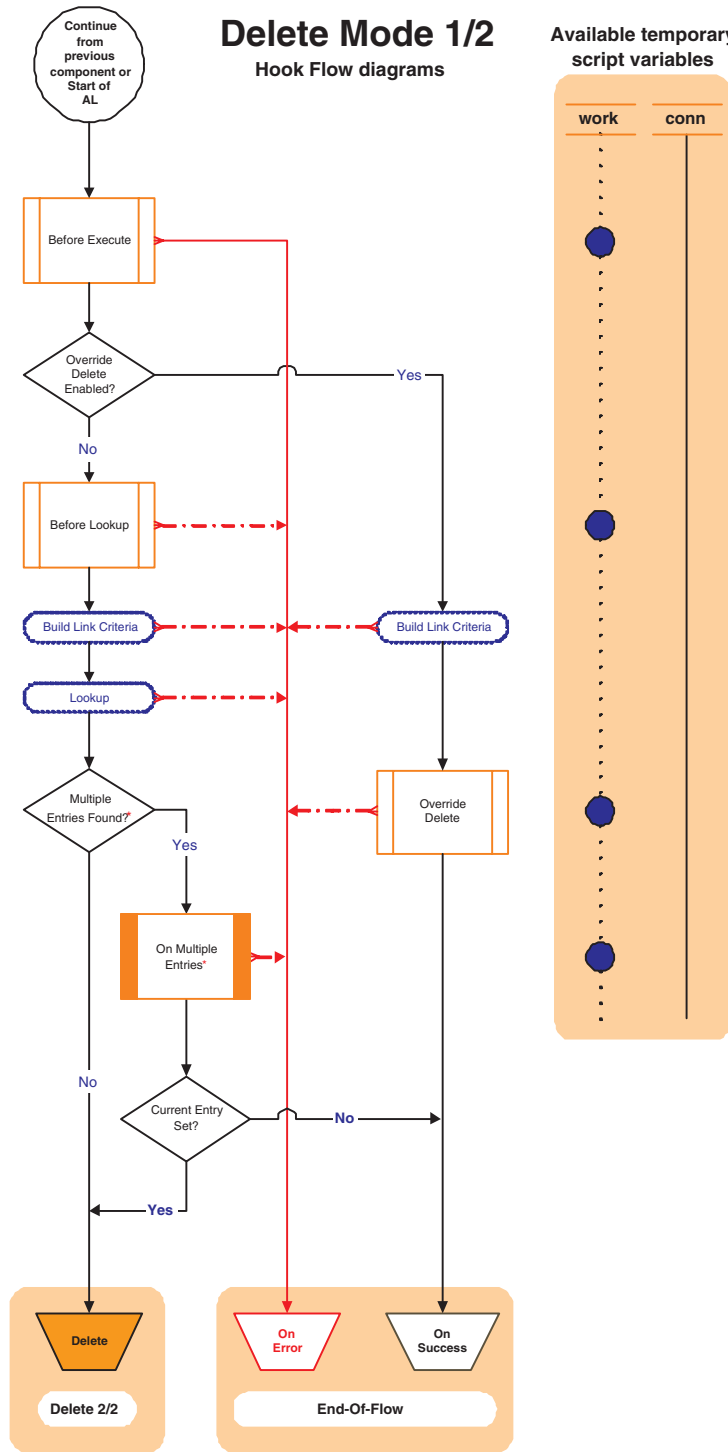 Delete Mode 1/2
Hook Flow diagrams
Continue
from
previous
component or
Start of
AL
Available temporary
script variables
work
conn
Before Execute
Override
Delete
Enabled?
Yes
No
Before Lookup
Build Link Criteria
Build Link Criteria
Lookup
Multiple
Entries Found?*
Yes
Override
Delete
On Multiple
Entries*
No
Current Entry
Set?
No
Yes
Delete
On
Error
On
Success
Delete 2/2
End-Of-Flow